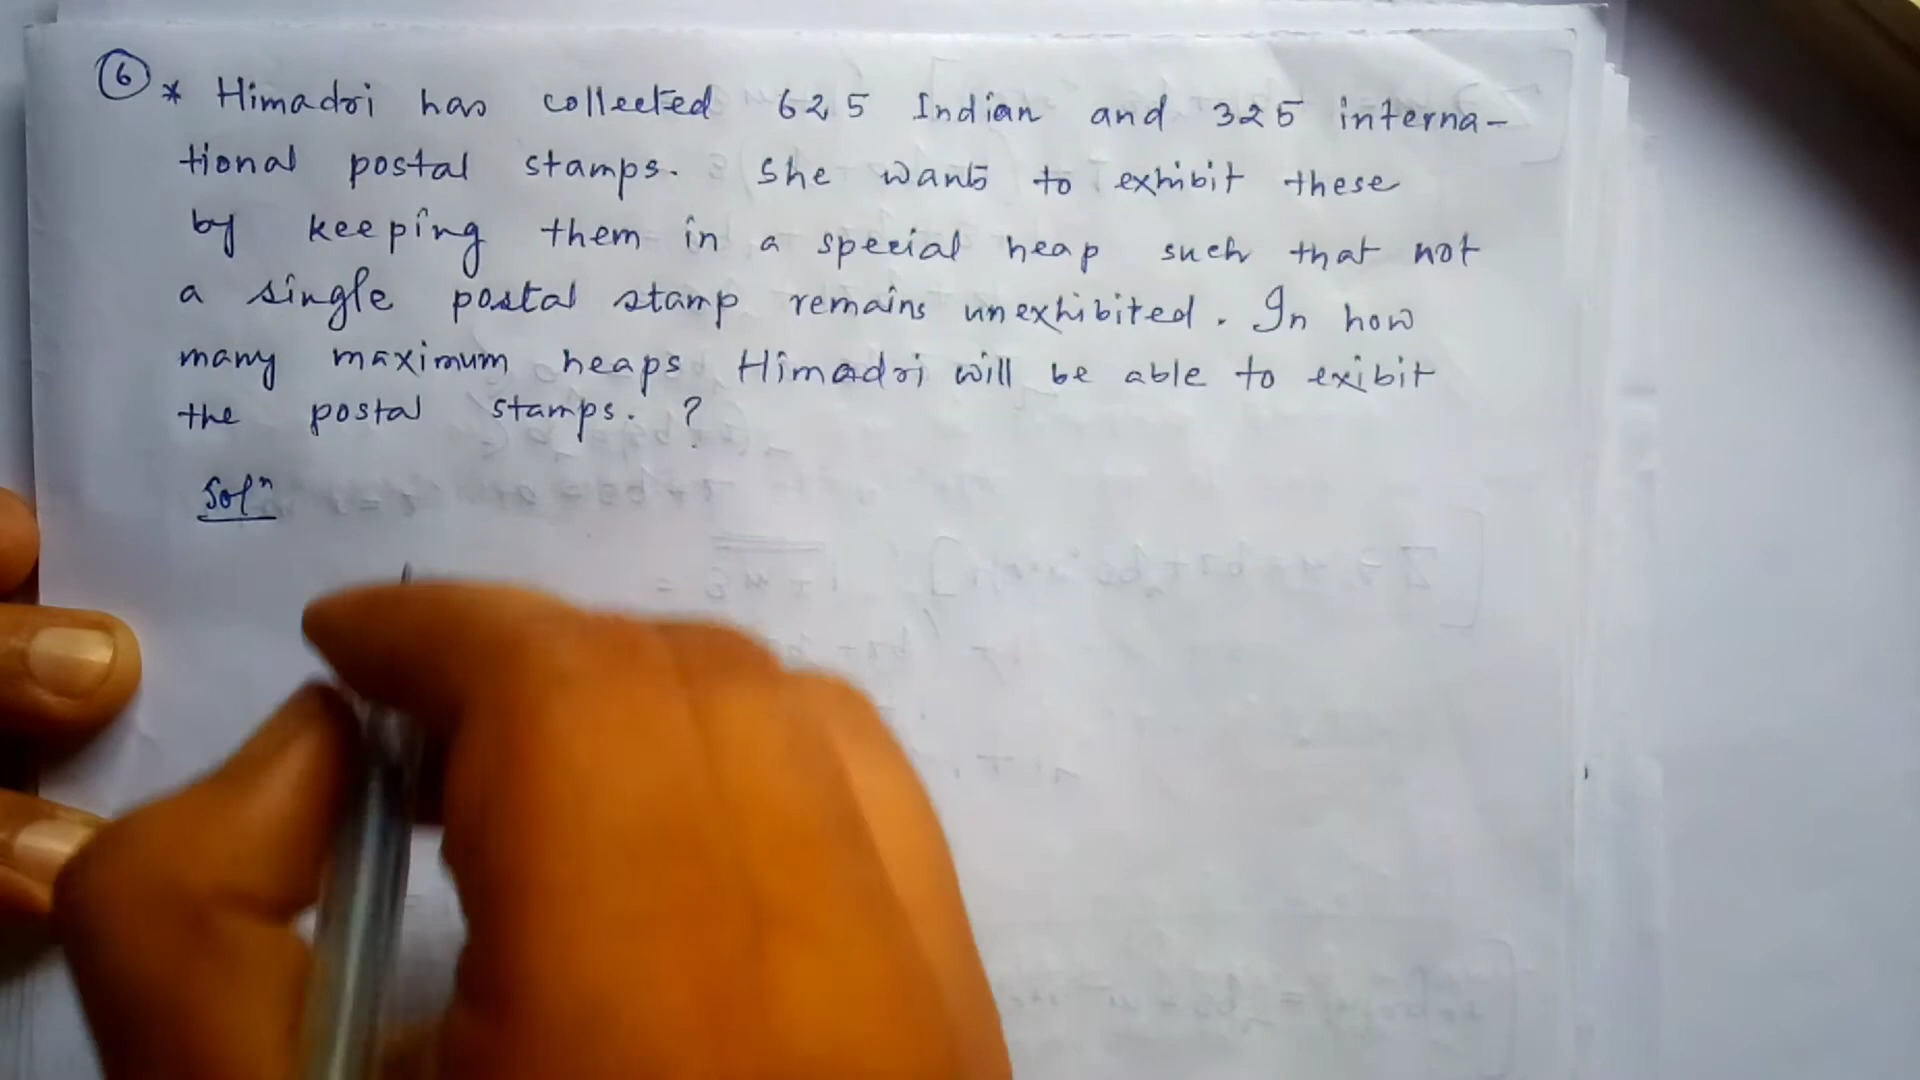 6 * Himadri has collected 625 Indian and 325 interna-
tional postal stamps. She wants to exhibit these
by keeping them in a special heap such that not
a single postal stamp remains unexhibited. In how
many maximum heaps Himadri will be able to exibit
the postal stamps. ?
Solⁿ